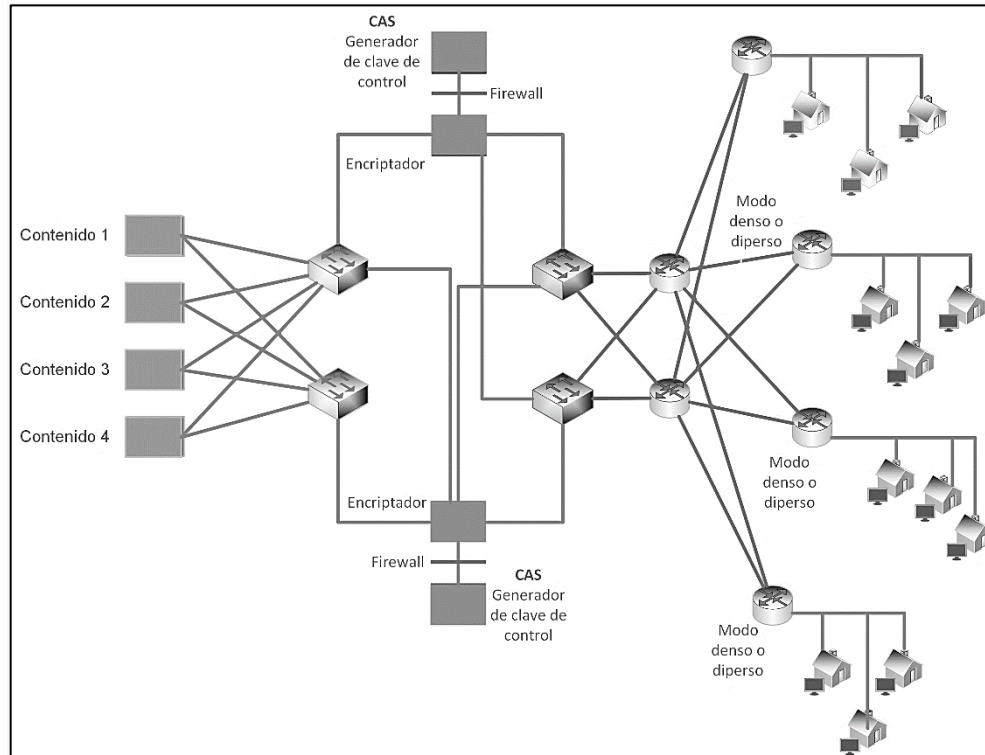 CAS
Generador
de clave de
control
Firewall
Encriptador
Contenido 1
Contenido 2
Contenido 3
Contenido 4
Modo
denso o
diperso
Modo
denso o
diperso
Encriptador
Firewall
CAS
Generador
de clave de
control
Modo
denso o
diperso